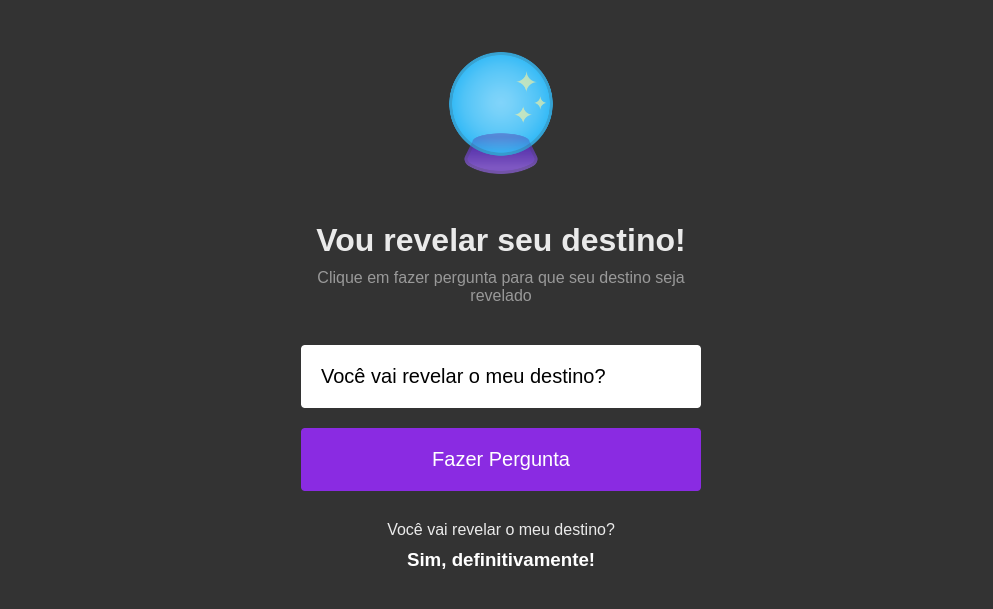 Vou revelar seu destino!
Clique em fazer pergunta para que seu destino seja
revelado
Você vai revelar o meu destino?
Fazer Pergunta
Você vai revelar o meu destino?
Sim, definitivamente!